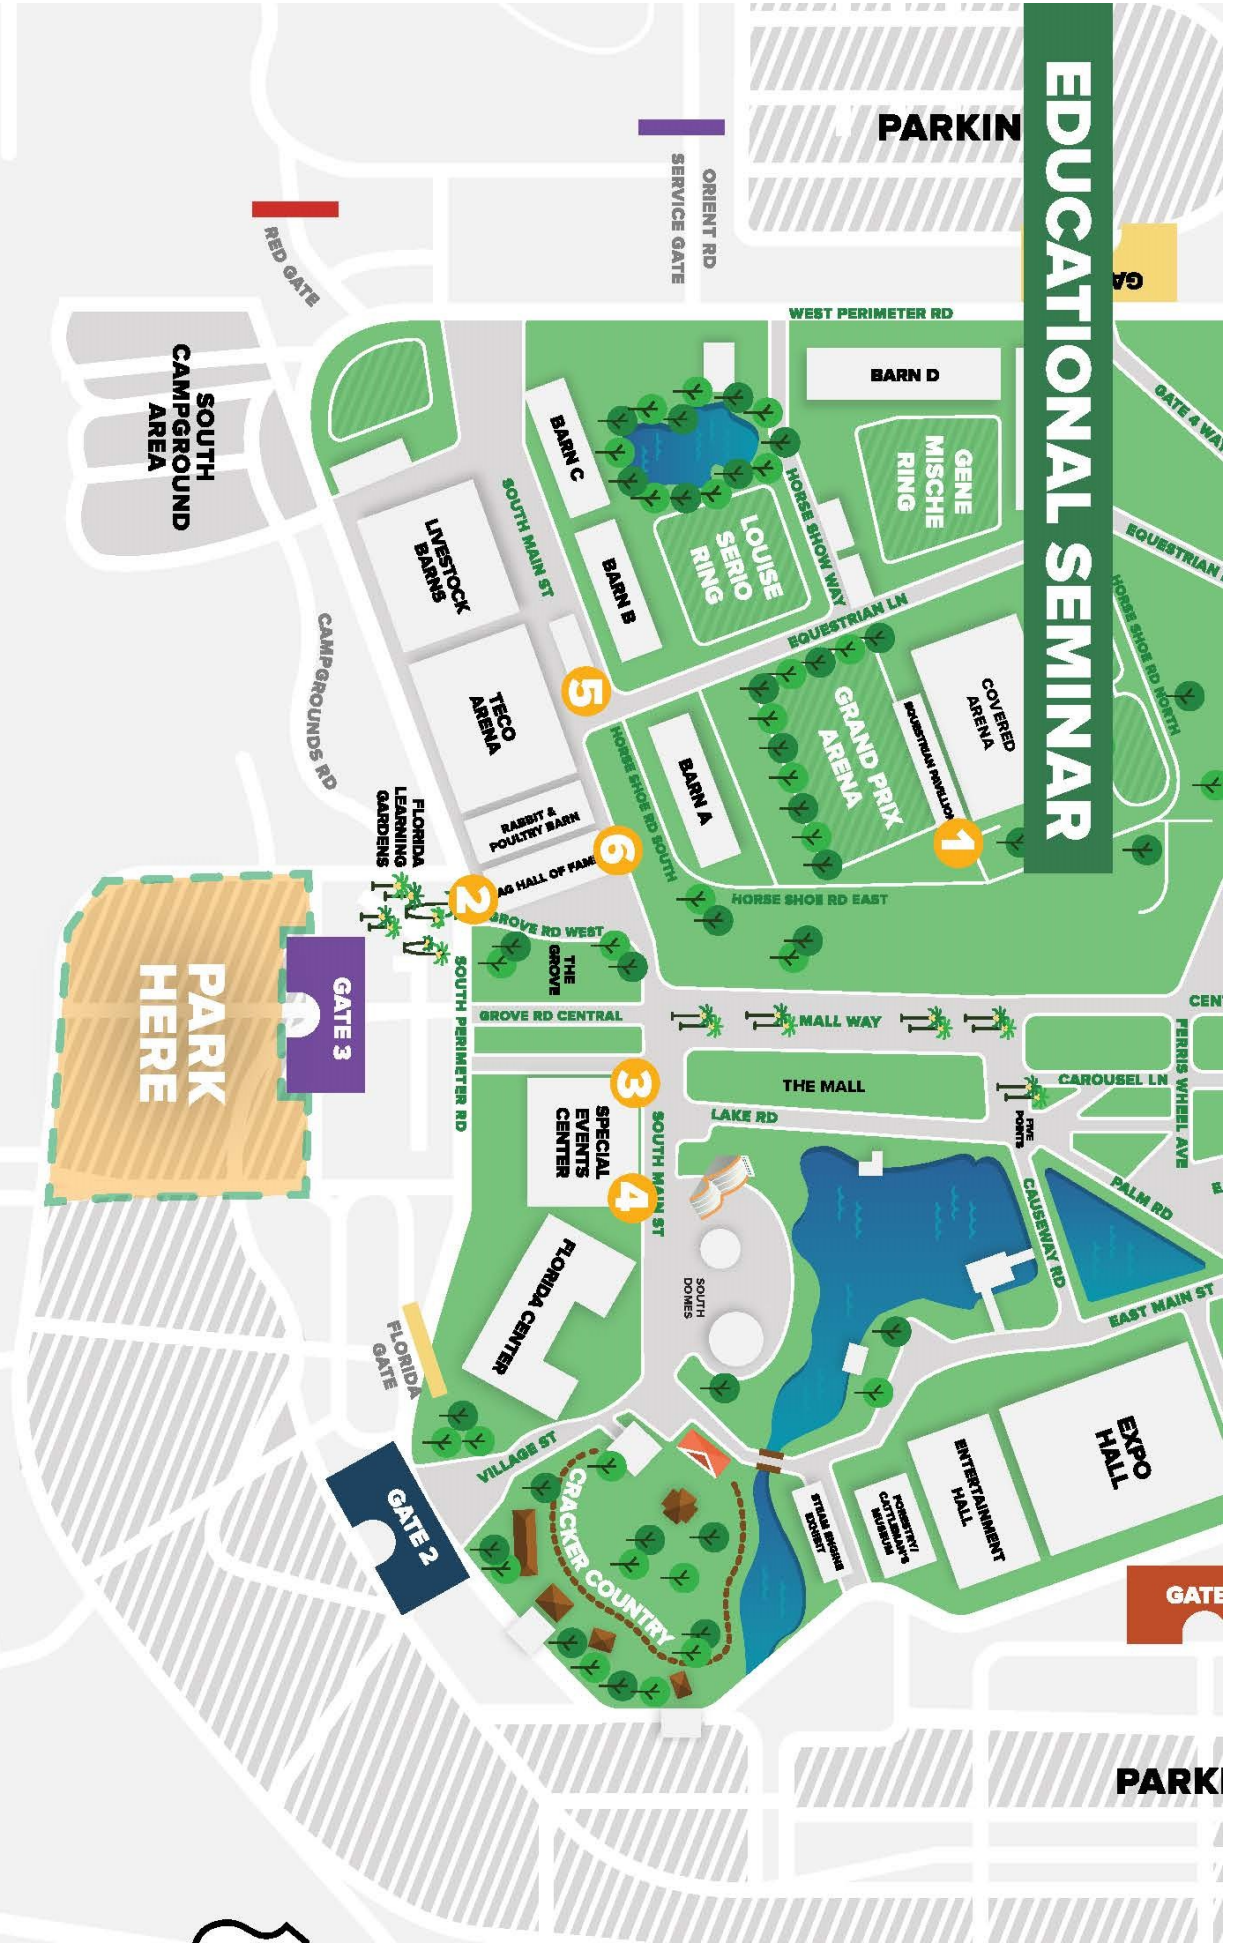 EDUCATIONAL SEMINAR
PARKIN
GA
ORIENT RD
SERVICE GATE
RED GATE
WEST PERIMETER RD
BARN D
GATE 4 WA
SOUTH
CAMPGROUND
AREA
BARN C
GENE
MISCHE
RING
HORSE SHOW WAY
SOUTH MAIN ST
LOUISE
SERIO
RING
LIVESTOCK
BARNS
BARN B
EQUESTRIAN
HORSE SHOE RD NORTH
EQUESTRIAN LN
CAMPGROUNDS RD
COVERED
ARENA
5
TECO
ARENA
GRAND PRIX
ARENA
EQUESTRIAN PAVILLION
HORSE SHOE RD SOUTH
BARN A
1
FLORIDA
LEARNING
GARDENS
RABBIT &
POULTRY BARN
6
AG HALL OF FAM
2
HORSE SHOE RD EAST
GROVE RD WEST
THE
GROVE
PARK
HERE
GATE 3
SOUTH PERIMETER RD
GROVE RD CENTRAL
MALL WAY
CEN
FERRIS WHEEL AVE
CAROUSEL LN
THE MALL
3
LAKE RD
FIVE
POINTS
SPECIAL
EVENTS
CENTER
SOUTH MAIN ST
4
CAUSEWAY RD
PALM RD
E
FLORIDA CENTER
SOUTH
DOMES
EAST MAIN ST
FLORIDA
GATE
VILLAGE ST
EXPO
HALL
ENTERTAINMENT
HALL
FORESTRY/
CATTLEMAN'S
MUSEUM
STEAM ENGINE
EXHIBIT
GATE 2
CRACKER COUNTRY
GATE
PARKI